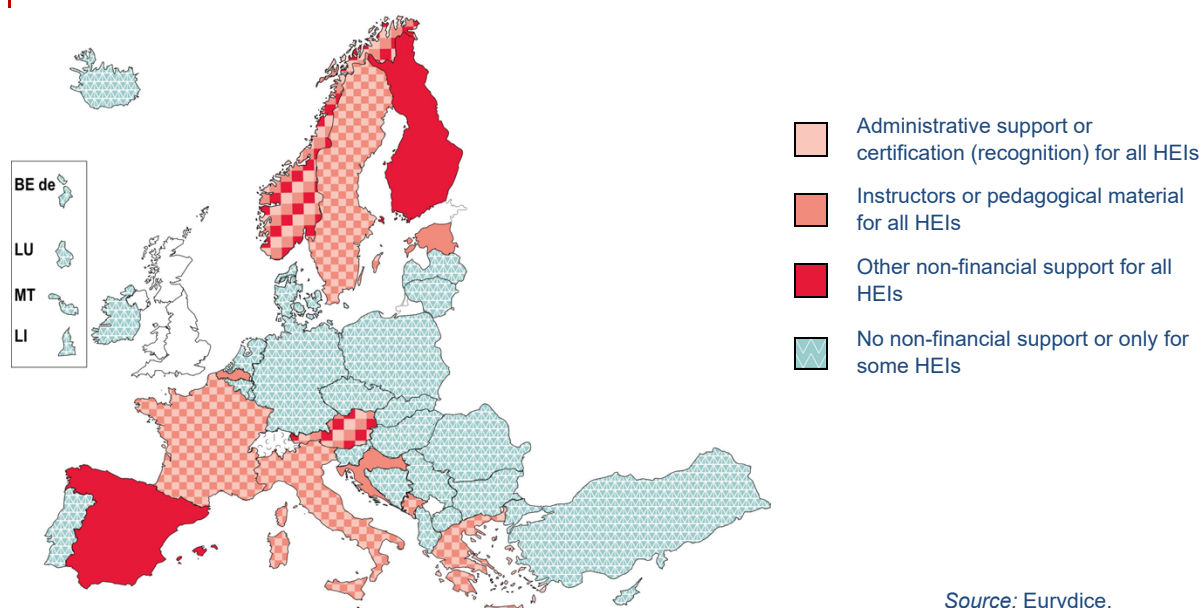 BE de
LU
MT
LI
Administrative support or
certification (recognition) for all HEIs
Instructors or pedagogical material
for all HEIs
Other non-financial support for all
HEIs
No non-financial support or only for
some HEIs
Source: Eurydice.